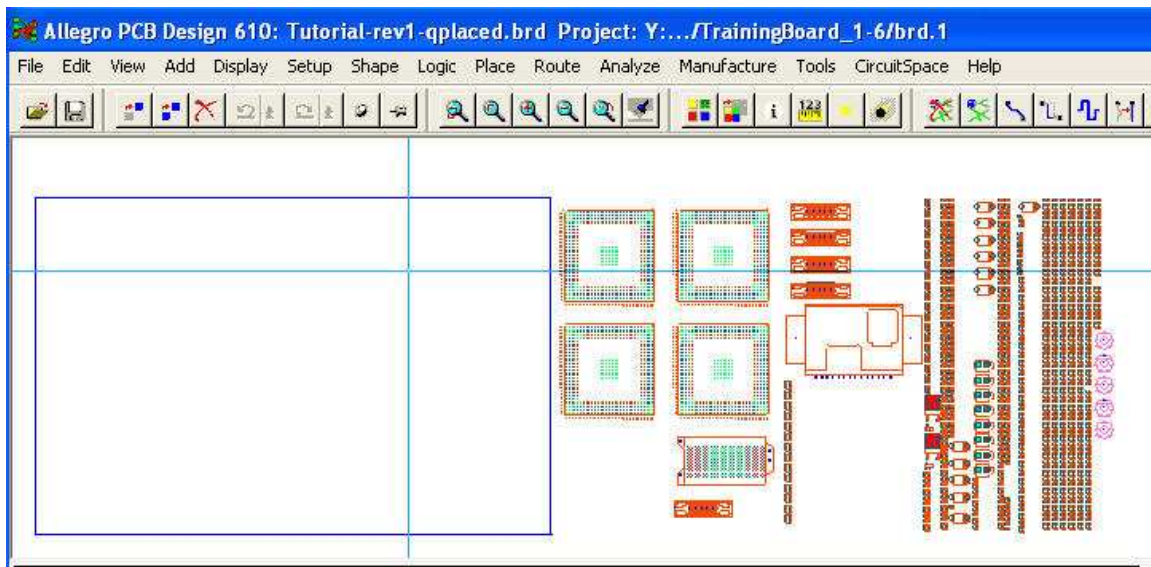 Allegro PCB Design 610: Tutorial-rev1-qplaced.brd Project: Y:.../TrainingBoard_1-6/brd.1
File Edit View Add Display Setup Shape Logic Place Route Analyze Manufacture Tools CircuitSpace Help
i 123